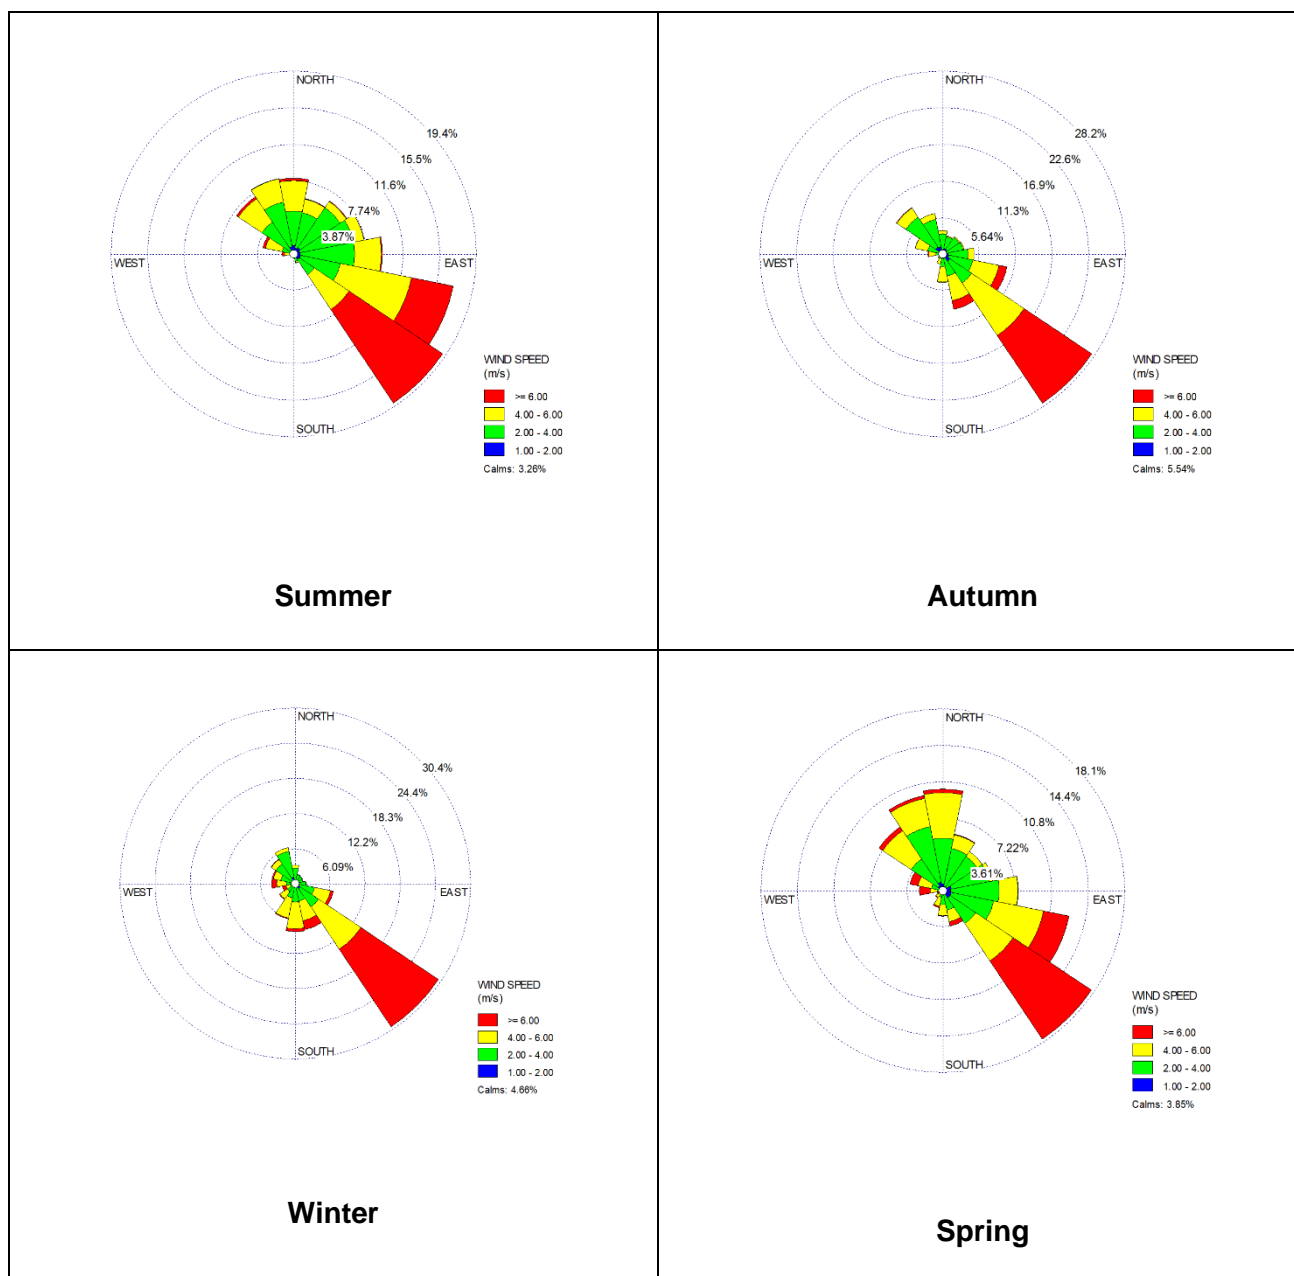 NORTH
19.4%
15.5%
11.6%
7.74%
3.87%
WEST
EAST
SOUTH
WIND SPEED
(m/s)
>= 6.00
4.00 - 6.00
2.00 - 4.00
1.00 - 2.00
Calms: 3.26%
Summer
NORTH
28.2%
22.6%
16.9%
11.3%
5.64%
WEST
EAST
SOUTH
WIND SPEED
(m/s)
>= 6.00
4.00 - 6.00
2.00 - 4.00
1.00 - 2.00
Calms: 5.54%
Autumn
NORTH
30.4%
24.4%
18.3%
12.2%
6.09%
WEST
EAST
SOUTH
WIND SPEED
(m/s)
>= 6.00
4.00 - 6.00
2.00 - 4.00
1.00 - 2.00
Calms: 4.66%
Winter
NORTH
18.1%
14.4%
10.8%
7.22%
3.61%
WEST
EAST
SOUTH
WIND SPEED
(m/s)
>= 6.00
4.00 - 6.00
2.00 - 4.00
1.00 - 2.00
Calms: 3.85%
Spring